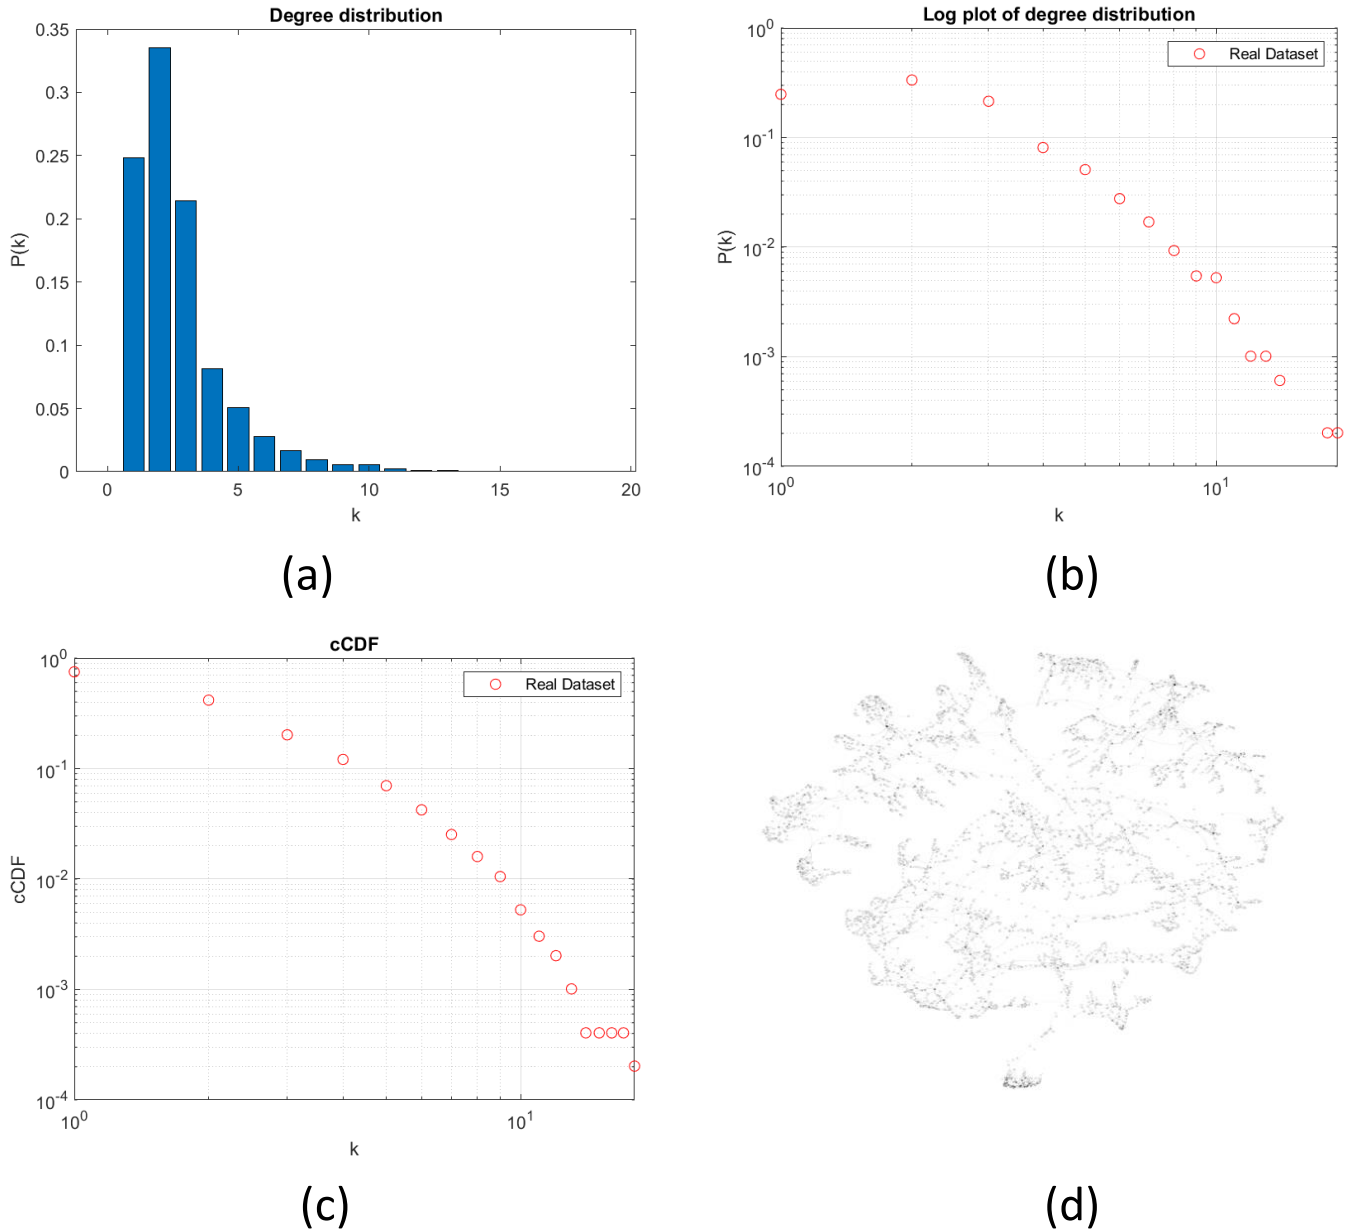 Degree distribution
0.35
0.3
0.25
0.2
0.15
0.1
0.05
0
P(k)
0 5 10 15 20
k
(a)
Log plot of degree distribution
Real Dataset
10^0
10^-1
10^-2
10^-3
10^-4
P(k)
10^0 10^1
k
(b)
cCDF
Real Dataset
10^0
10^-1
10^-2
10^-3
10^-4
cCDF
10^0 10^1
k
(c)
(d)